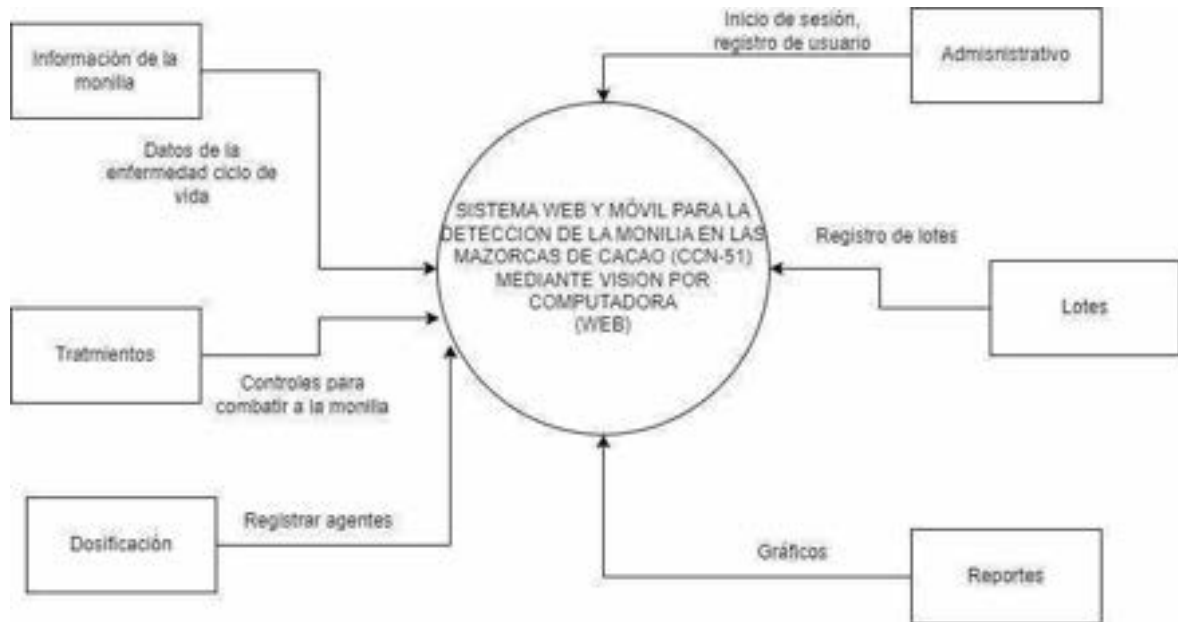 Información de la
monilia
Datos de la
enfermedad ciclo de
vida
Tratmientos
Controles para
combatir a la monilia
Dosificación
Registrar agentes
SISTEMA WEB Y MÓVIL PARA LA
DETECCION DE LA MONILIA EN LAS
MAZORCAS DE CACAO (CCN-51)
MEDIANTE VISION POR
COMPUTADORA
(WEB)
Inicio de sesión,
registro de usuario
Admisnistrativo
Registro de lotes
Lotes
Gráficos
Reportes